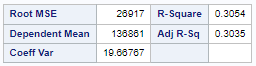 Root MSE 26917 R-Square 0.3054
Dependent Mean 136861 Adj R-Sq 0.3035
Coeff Var 19.66767